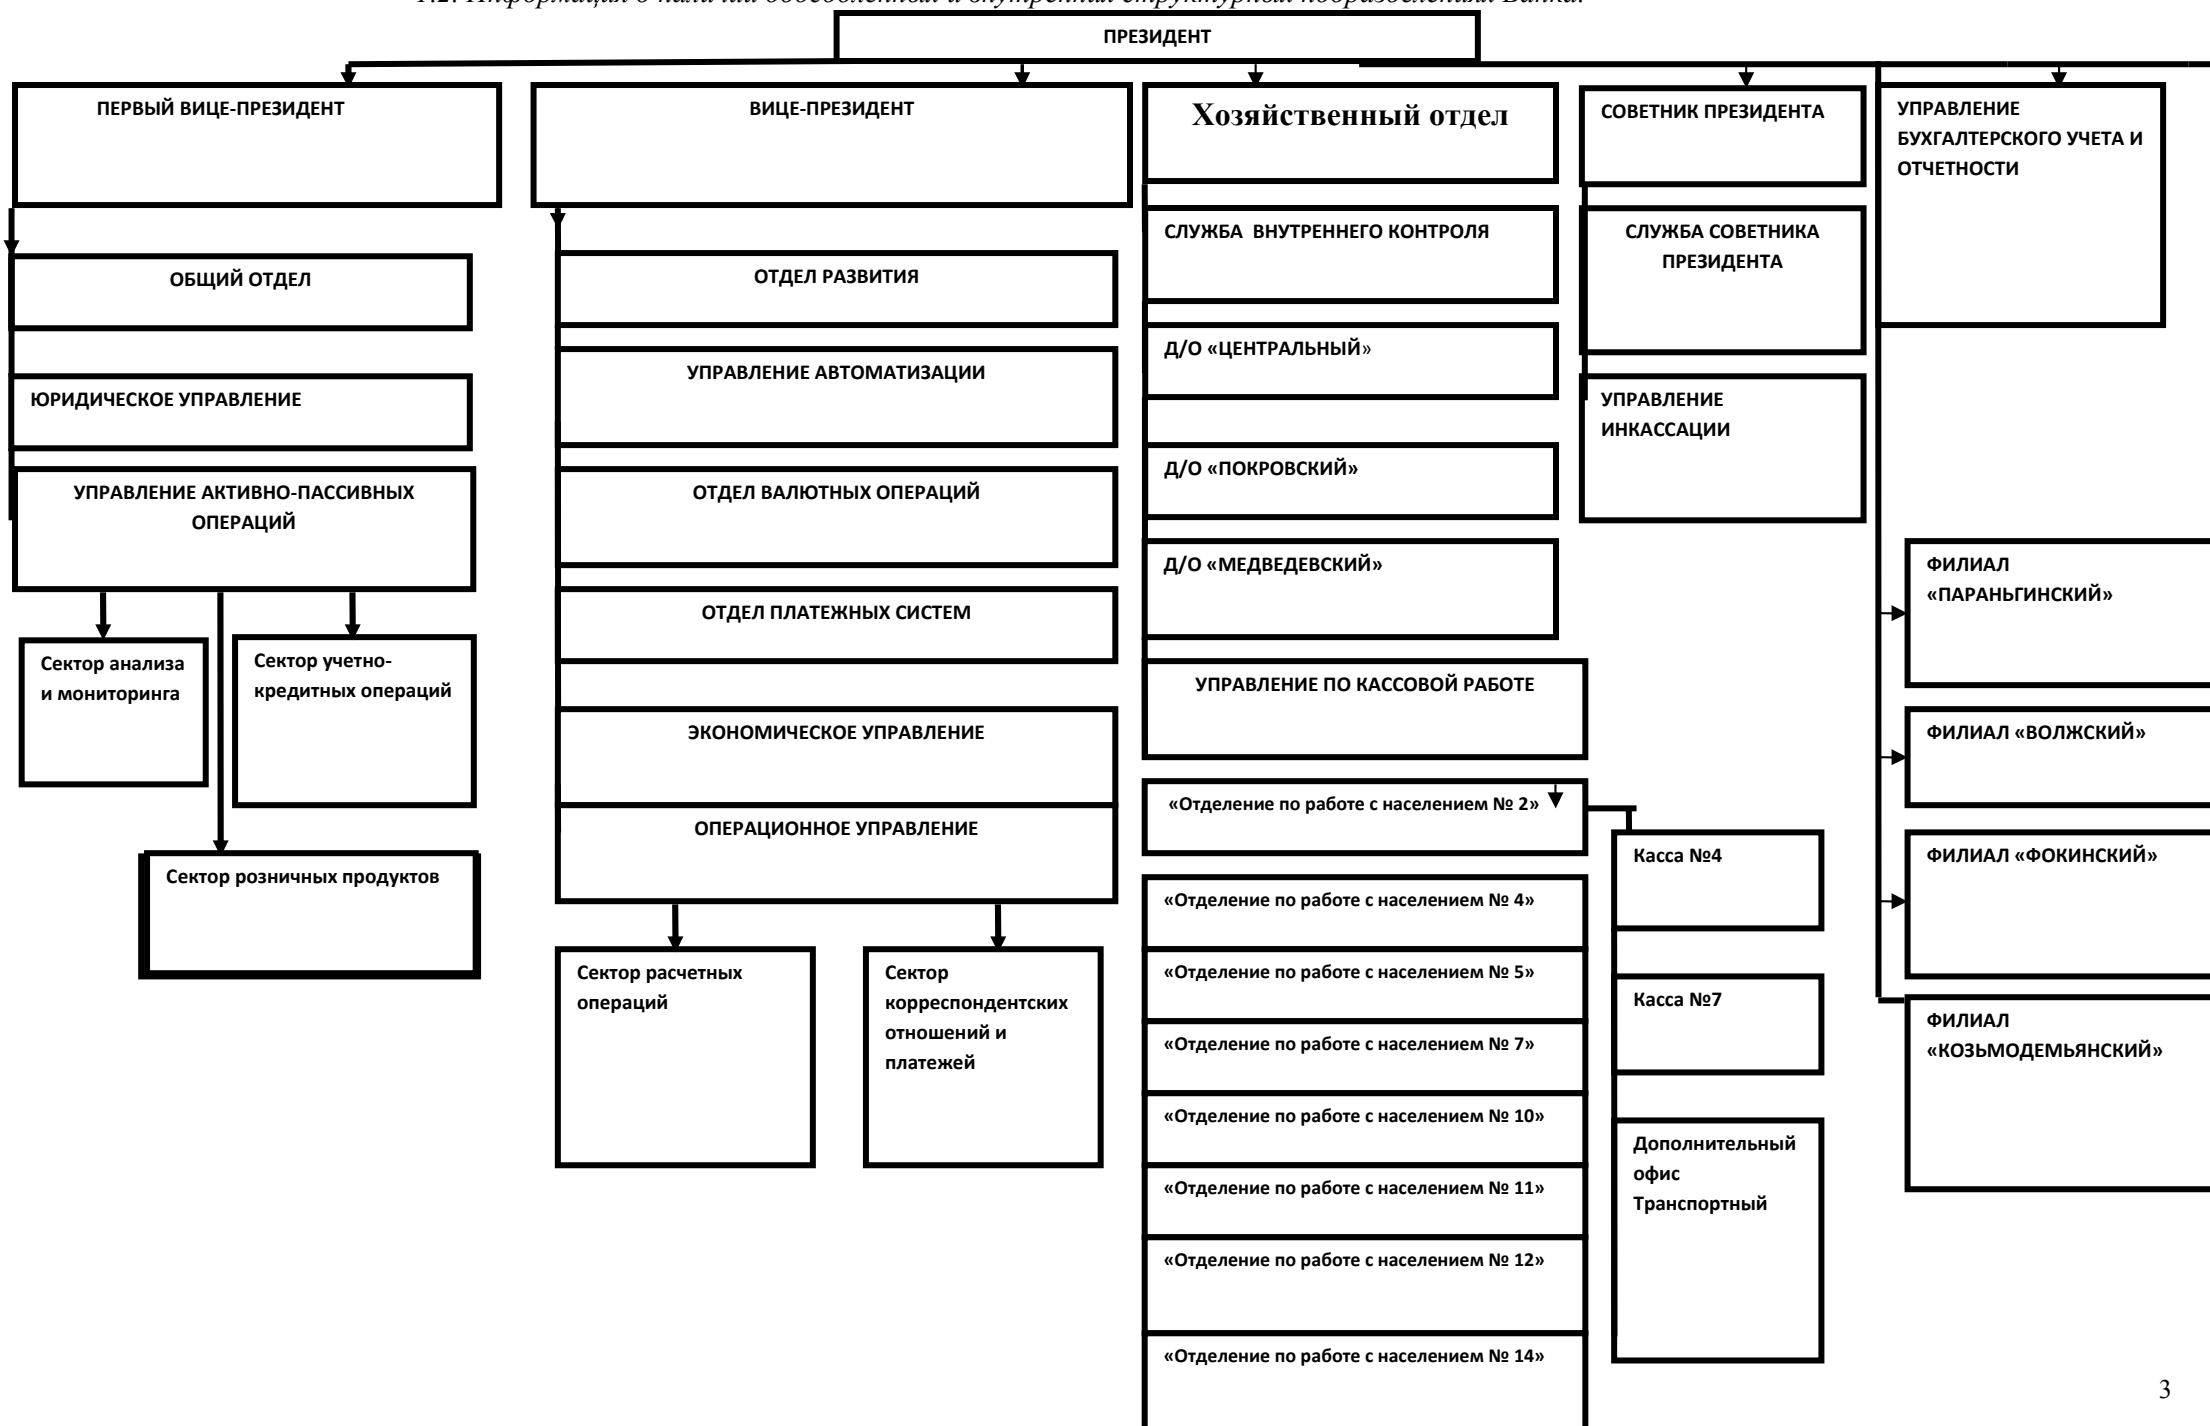 ПРЕЗИДЕНТ
ПЕРВЫЙ ВИЦЕ-ПРЕЗИДЕНТ
ВИЦЕ-ПРЕЗИДЕНТ
Хозяйственный отдел
СОВЕТНИК ПРЕЗИДЕНТА
УПРАВЛЕНИЕ
БУХГАЛТЕРСКОГО УЧЕТА И
ОТЧЕТНОСТИ
ОБЩИЙ ОТДЕЛ
ЮРИДИЧЕСКОЕ УПРАВЛЕНИЕ
УПРАВЛЕНИЕ АКТИВНО-ПАССИВНЫХ
ОПЕРАЦИЙ
Сектор анализа
и мониторинга
Сектор учетно-
кредитных операций
Сектор розничных продуктов
ОТДЕЛ РАЗВИТИЯ
УПРАВЛЕНИЕ АВТОМАТИЗАЦИИ
ОТДЕЛ ВАЛЮТНЫХ ОПЕРАЦИЙ
ОТДЕЛ ПЛАТЕЖНЫХ СИСТЕМ
ЭКОНОМИЧЕСКОЕ УПРАВЛЕНИЕ
ОПЕРАЦИОННОЕ УПРАВЛЕНИЕ
Сектор расчетных
операций
Сектор
корреспондентских
отношений и
платежей
СЛУЖБА  ВНУТРЕННЕГО КОНТРОЛЯ
Д/О «ЦЕНТРАЛЬНЫЙ»
Д/О «ПОКРОВСКИЙ»
Д/О «МЕДВЕДЕВСКИЙ»
УПРАВЛЕНИЕ ПО КАССОВОЙ РАБОТЕ
«Отделение по работе с населением № 2»
«Отделение по работе с населением № 4»
«Отделение по работе с населением № 5»
«Отделение по работе с населением № 7»
«Отделение по работе с населением № 10»
«Отделение по работе с населением № 11»
«Отделение по работе с населением № 12»
«Отделение по работе с населением № 14»
СЛУЖБА СОВЕТНИКА
ПРЕЗИДЕНТА
УПРАВЛЕНИЕ
ИНКАССАЦИИ
Касса №4
Касса №7
Дополнительный
офис
Транспортный
ФИЛИАЛ
«ПАРАНЬГИНСКИЙ»
ФИЛИАЛ «ВОЛЖСКИЙ»
ФИЛИАЛ «ФОКИНСКИЙ»
ФИЛИАЛ
«КОЗЬМОДЕМЬЯНСКИЙ»
3